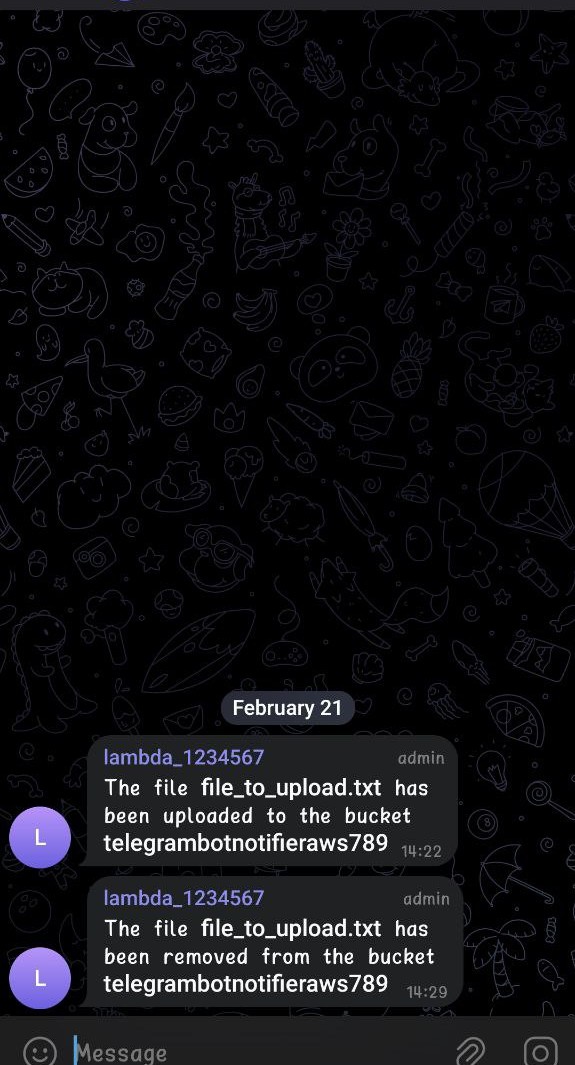 February 21
lambda_1234567 admin
The file file_to_upload.txt has
been uploaded to the bucket
telegrambotnotifieraws789 14:22
L
lambda_1234567 admin
The file file_to_upload.txt has
been removed from the bucket
telegrambotnotifieraws789 14:29
L
Message